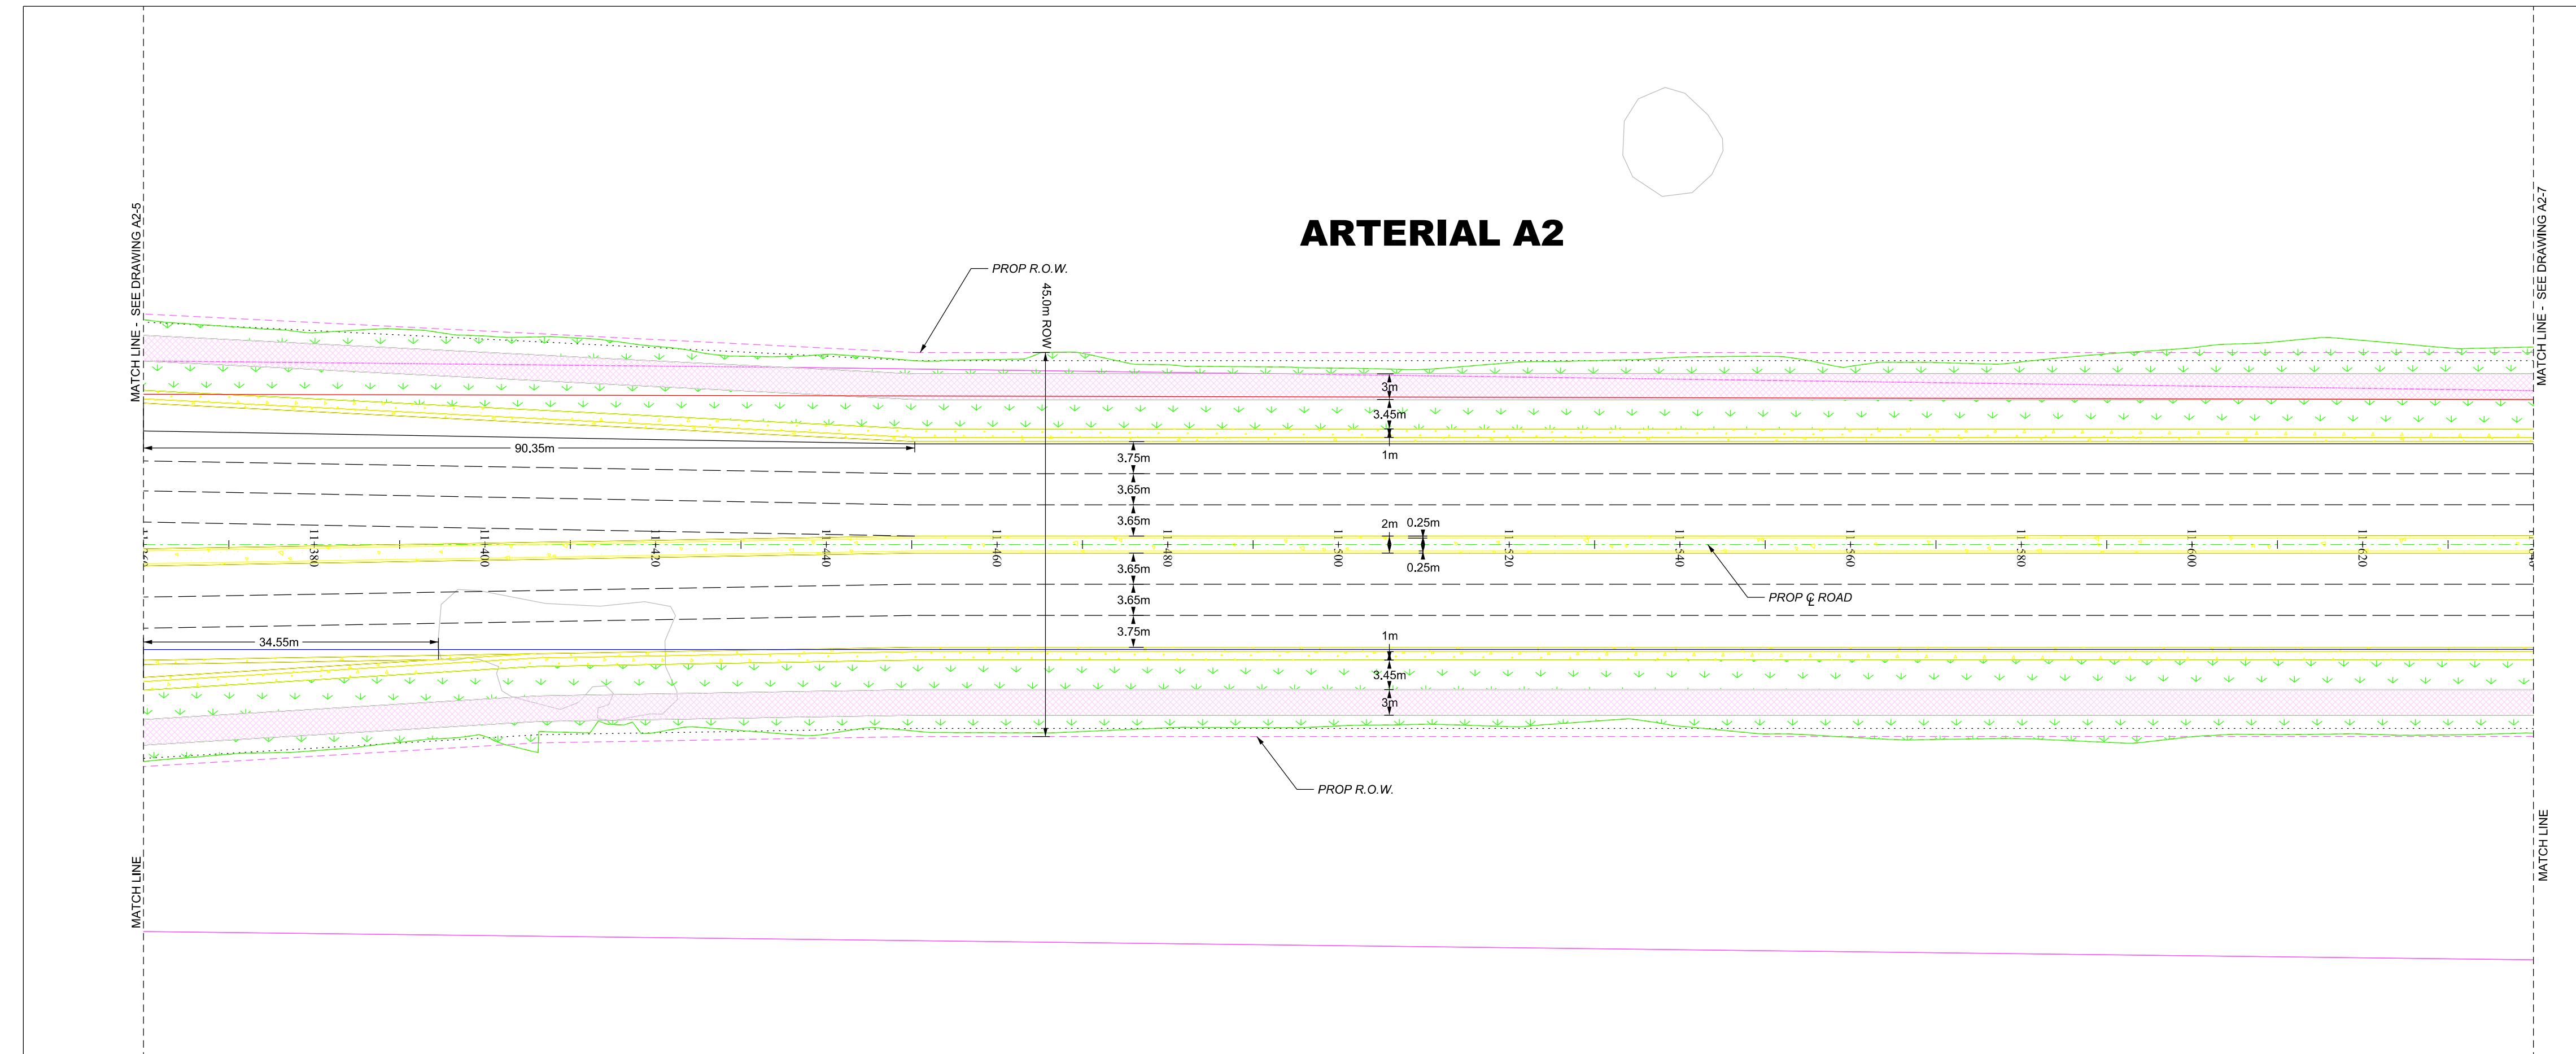 ARTERIAL A2
MATCH LINE - SEE DRAWING A2-5
MATCH LINE - SEE DRAWING A2-7
PROP R.O.W.
45.0m ROW
3m
3.45m
1m
90.35m
3.75m
3.65m
3.65m
2m
0.25m
11+380
11+400
11+420
11+440
11+460
11+480
11+500
11+520
11+540
11+560
11+580
11+600
11+620
0.25m
3.65m
3.65m
3.75m
PROP ℄ ROAD
34.55m
1m
3.45m
3m
PROP R.O.W.
MATCH LINE
MATCH LINE